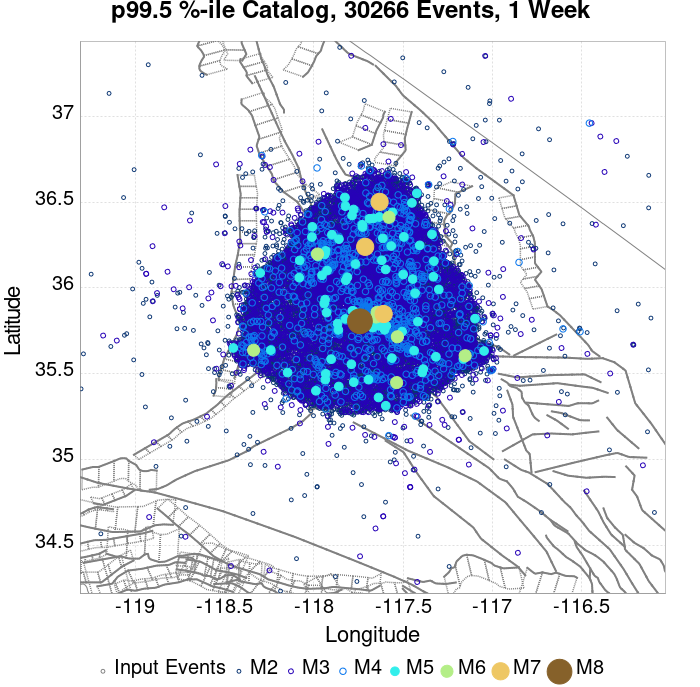 p99.5 %-ile Catalog, 30266 Events, 1 Week
37
36.5
36
35.5
35
34.5
Latitude
-119 -118.5 -118 -117.5 -117 -116.5
Longitude
Input Events M2 M3 M4 M5 M6 M7 M8